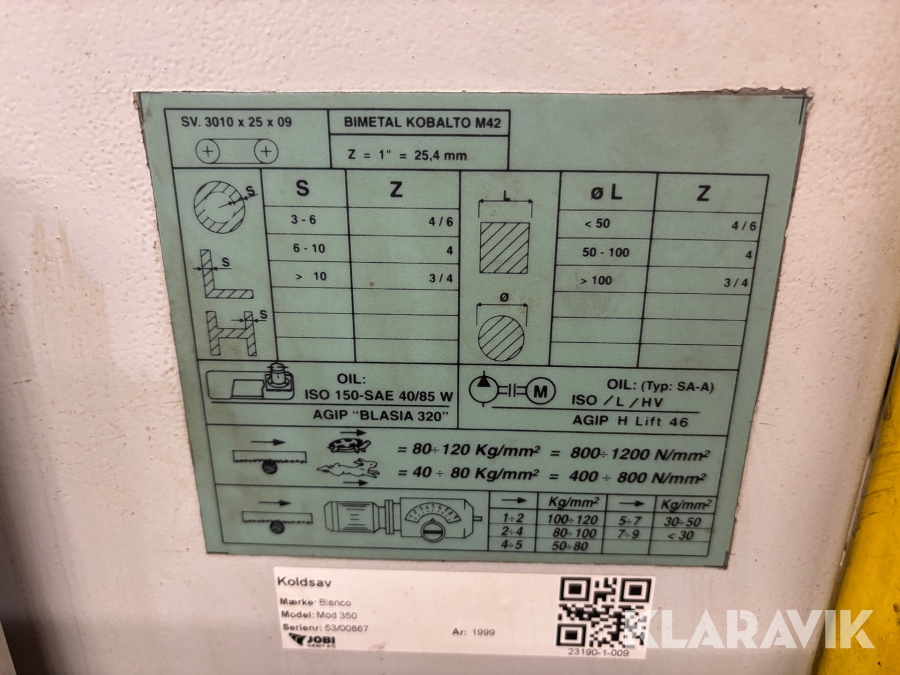 SV. 3010 x 25 x 09
BIMETAL KOBALTO M42
Z = 1" = 25,4 mm
S Z
3 - 6 4 / 6
6 - 10 4
> 10 3 / 4
S
S
S
L
ø
ø L Z
< 50 4 / 6
50 - 100 4
> 100 3 / 4
OIL:
ISO 150-SAE 40/85 W
AGIP "BLASIA 320"
M
OIL: (Typ: SA-A)
ISO / L / HV
AGIP H Lift 46
= 80÷120 Kg/mm² = 800÷1200 N/mm²
= 40 ÷ 80 Kg/mm² = 400 ÷ 800 N/mm²
Kg/mm² Kg/mm²
1÷2 100÷120 5÷7 30÷50
2÷4 80÷100 7÷9 < 30
4÷5 50÷80
Koldsav
Mærke: Bianco
Model: Mod 350
Serienr: 53/00867 År: 1999
JOBI
23190-1-009
KLARAVIK